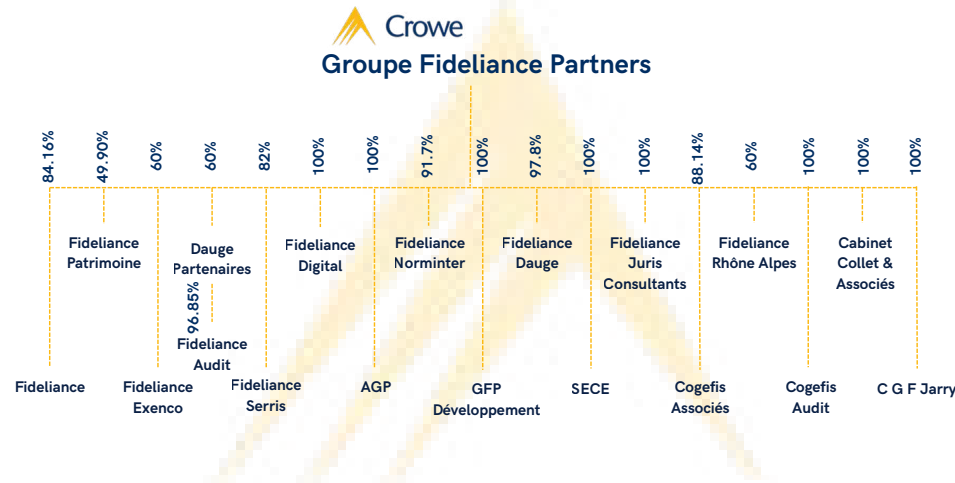 Crowe
Groupe Fideliance Partners
84.16%
49.90%
60%
60%
82%
100%
100%
91.7%
100%
97.8%
100%
100%
88.14%
60%
100%
100%
100%
Fideliance
Patrimoine
Dauge
Partenaires
Fideliance
Digital
Fideliance
Norminter
Fideliance
Dauge
Fideliance
Juris
Consultants
Fideliance
Rhône Alpes
Cabinet
Collet &
Associés
96.85%
Fideliance
Audit
Fideliance
Fideliance
Exenco
Fideliance
Serris
AGP
GFP
Développement
SECE
Cogefis
Associés
Cogefis
Audit
C G F Jarry